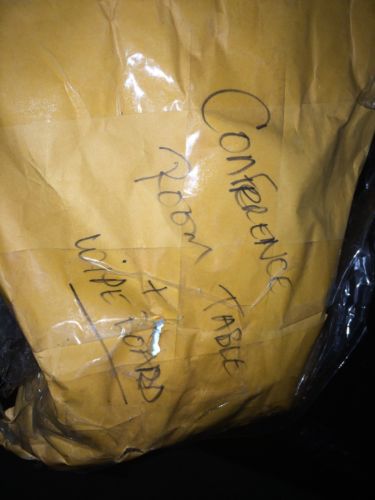 CONFERENCE
ROOM TABLE
+
WIPE BOARD